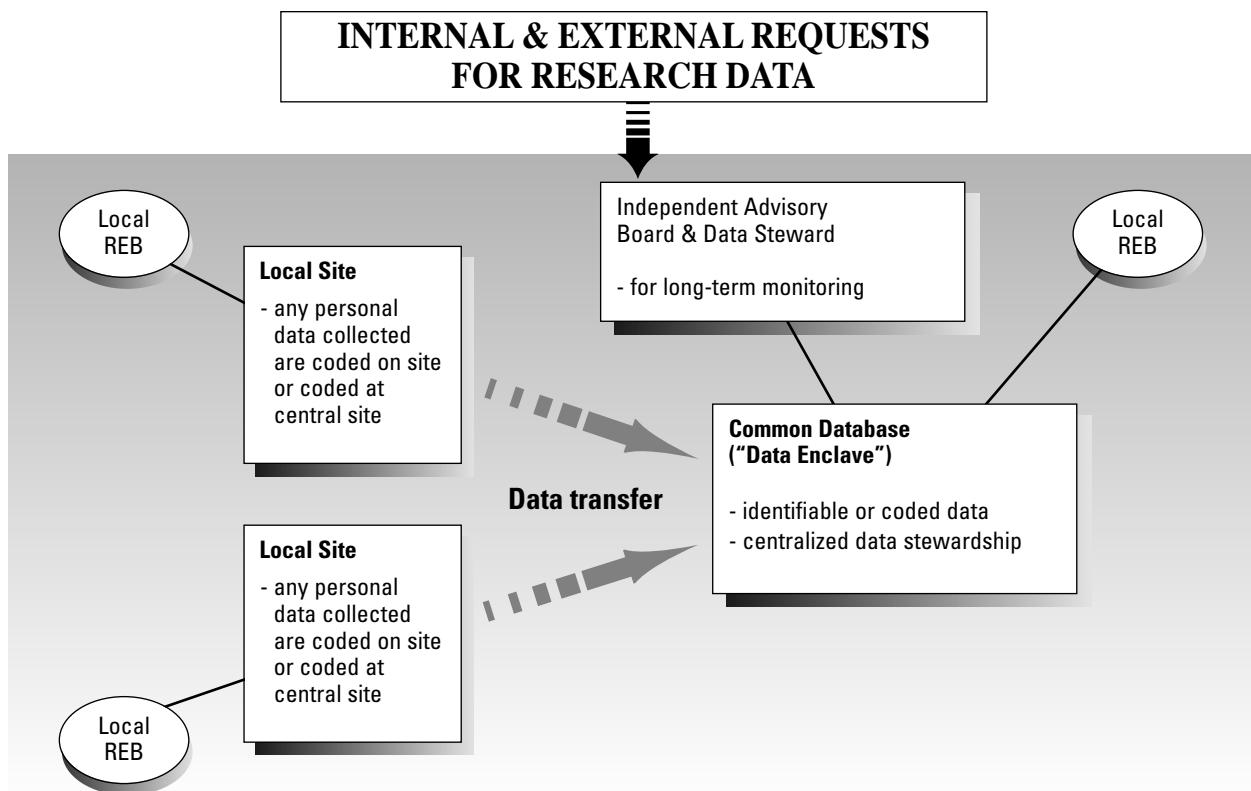 INTERNAL & EXTERNAL REQUESTS
FOR RESEARCH DATA
Local
REB
Local Site
- any personal
data collected
are coded on site
or coded at
central site
Independent Advisory
Board & Data Steward
- for long-term monitoring
Local
REB
Common Database
("Data Enclave")
- identifiable or coded data
- centralized data stewardship
Data transfer
Local Site
- any personal
data collected
are coded on site
or coded at
central site
Local
REB